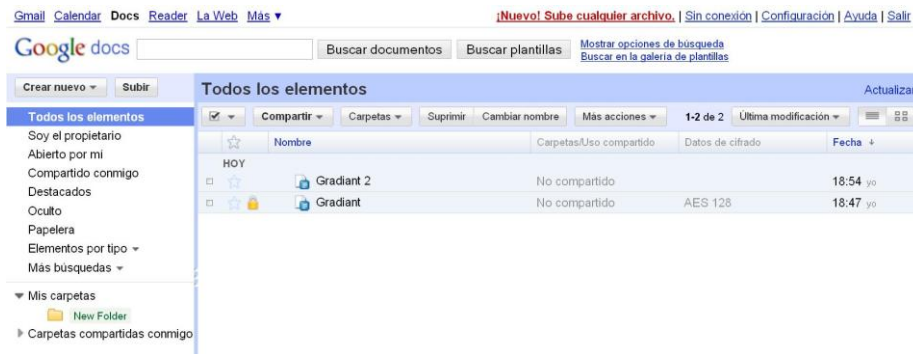 Gmail Calendar Docs Reader La Web Más ▼ ¡Nuevo! Sube cualquier archivo. | Sin conexión | Configuración | Ayuda | Salir
Google docs Buscar documentos Buscar plantillas Mostrar opciones de búsqueda
Buscar en la galería de plantillas
Crear nuevo Subir Todos los elementos Actualizar
Todos los elementos Compartir Carpetas Suprimir Cambiar nombre Más acciones 1-2 de 2 Última modificación
Soy el propietario Nombre Carpetas/Uso compartido Datos de cifrado Fecha ↓
Abierto por mi HOY
Compartido conmigo Gradiant 2 No compartido 18:54 yo
Destacados
Oculto Gradiant No compartido AES 128 18:47 yo
Papelera
Elementos por tipo
Más búsquedas
Mis carpetas
New Folder
Carpetas compartidas conmigo